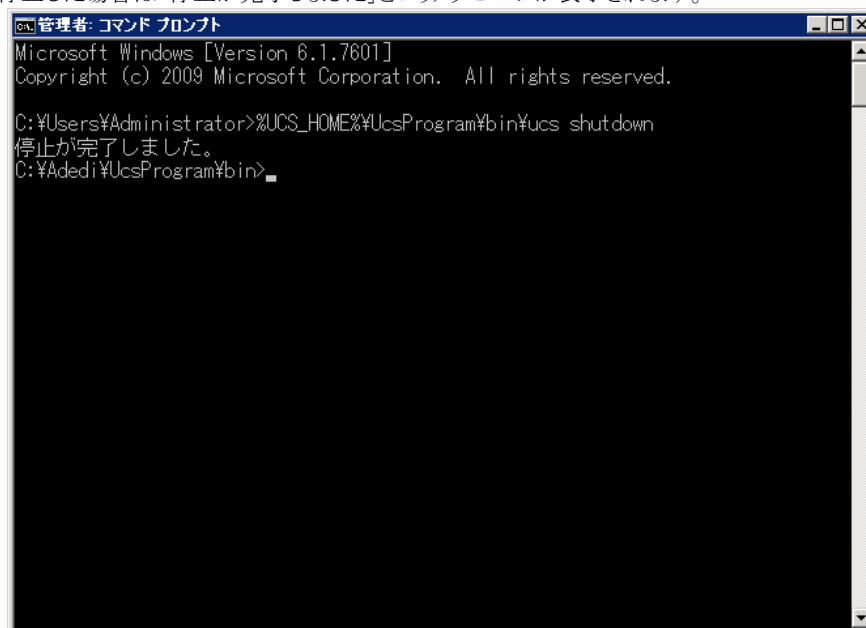 管理者: コマンド プロンプト
Microsoft Windows [Version 6.1.7601]
Copyright (c) 2009 Microsoft Corporation.  All rights reserved.
C:¥Users¥Administrator>%UCS_HOME%¥UcsProgram¥bin¥ucs shutdown
停止が完了しました。
C:¥Adedi¥UcsProgram¥bin>